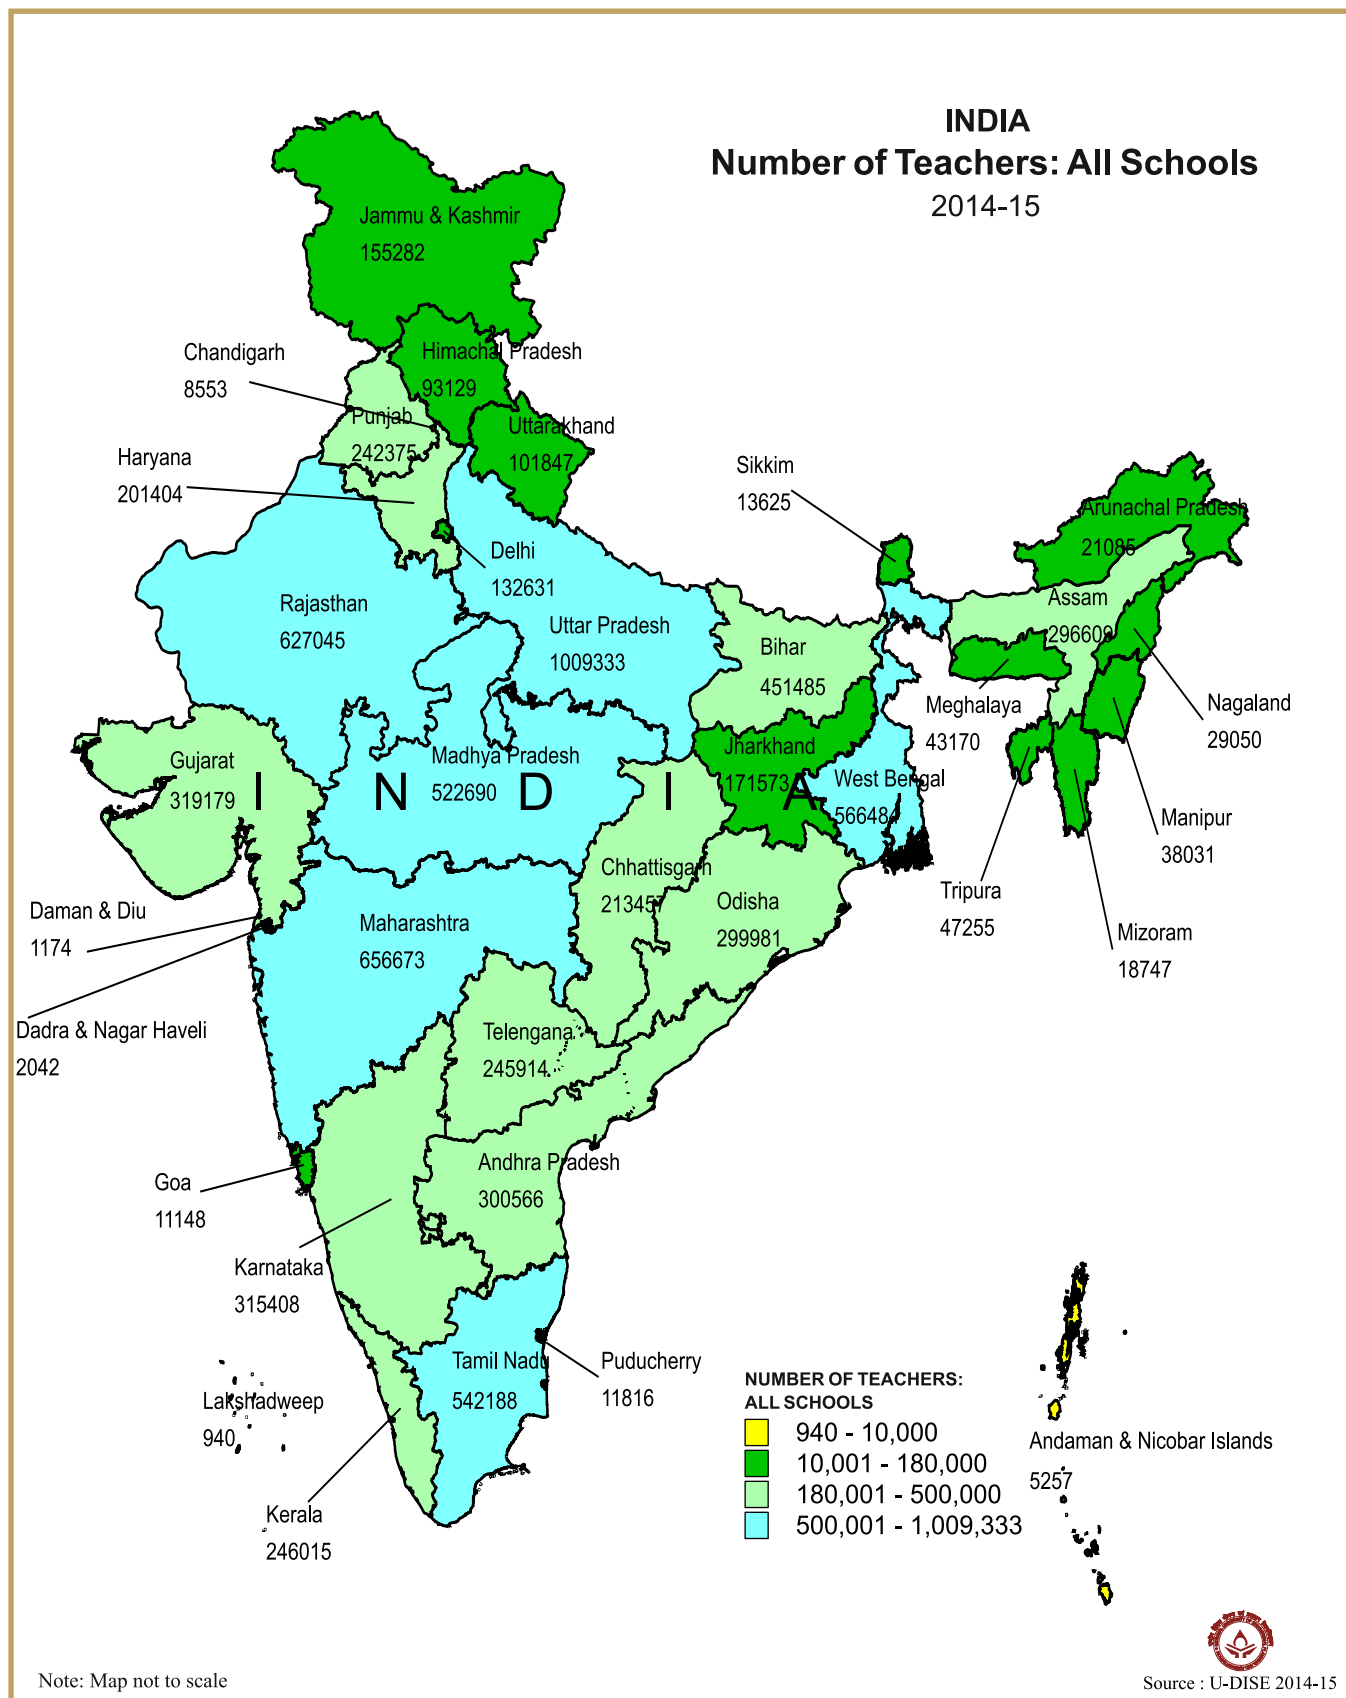 INDIA
Number of Teachers: All Schools
2014-15
Jammu & Kashmir
155282
Chandigarh
8553
Himachal Pradesh
93129
Punjab
242375
Uttarakhand
101847
Haryana
201404
Sikkim
13625
Arunachal Pradesh
21085
Delhi
132631
Rajasthan
627045
Uttar Pradesh
1009333
Bihar
451485
Assam
296609
Meghalaya
43170
Nagaland
29050
Gujarat
319179
Madhya Pradesh
522690
Jharkhand
171573
West Bengal
566484
I N D I A
Manipur
38031
Chhattisgarh
213457
Odisha
299981
Tripura
47255
Mizoram
18747
Daman & Diu
1174
Maharashtra
656673
Dadra & Nagar Haveli
2042
Telengana
245914
Goa
11148
Andhra Pradesh
300566
Karnataka
315408
Tamil Nadu
542188
Puducherry
11816
Lakshadweep
940
Kerala
246015
NUMBER OF TEACHERS:
ALL SCHOOLS
940 - 10,000
10,001 - 180,000
180,001 - 500,000
500,001 - 1,009,333
Andaman & Nicobar Islands
5257
Note: Map not to scale
Source : U-DISE 2014-15